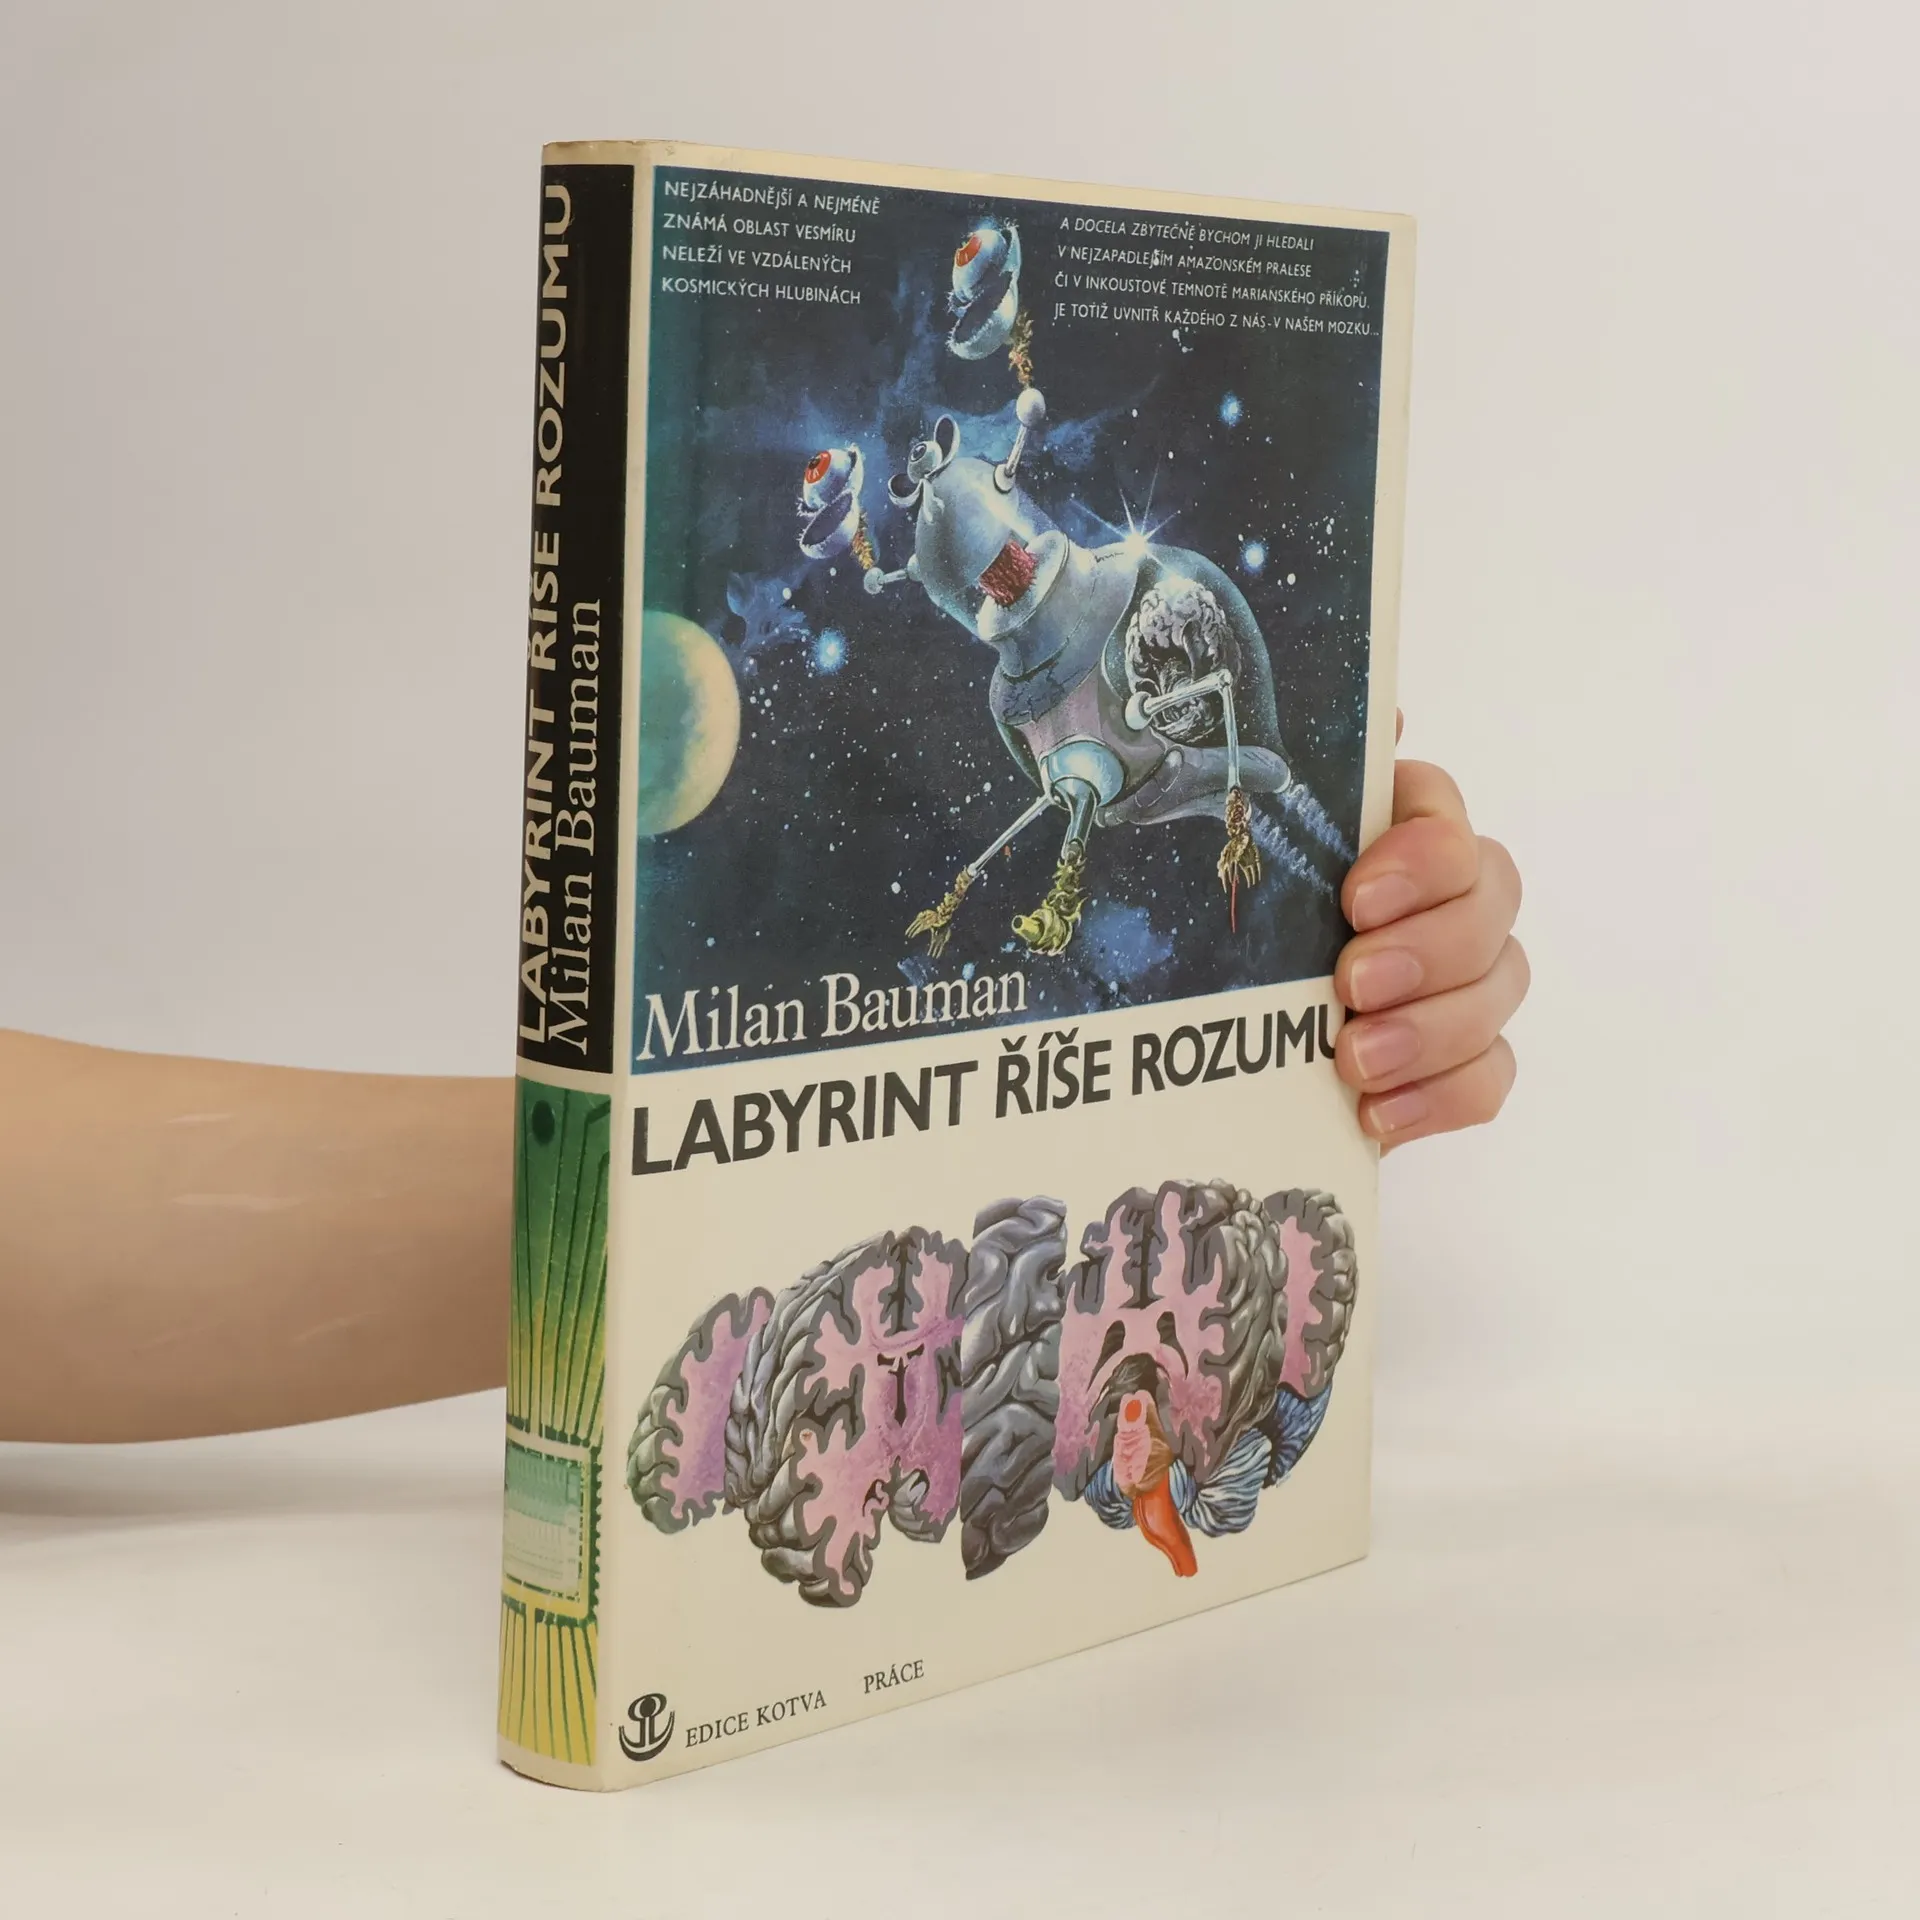 LABYRINT ŘÍŠE ROZUMU
Milan Bauman
NEJZÁHADNĚJŠÍ A NEJMÉNĚ
ZNÁMÁ OBLAST VESMÍRU
NELEŽÍ VE VZDÁLENÝCH
KOSMICKÝCH HLUBINÁCH
A DOCELA ZBYTEČNĚ BYCHOM JI HLEDALI
V NEJZAPADLEJŠÍM AMAZONSKÉM PRALESE
ČI V INKOUSTOVÉ TEMNOTĚ MARIANSKÉHO PŘÍKOPU.
JE TOTIŽ UVNITŘ KAŽDÉHO Z NÁS-V NAŠEM MOZKU...
Milan Bauman
LABYRINT ŘÍŠE ROZUMU
EDICE KOTVA PRÁCE